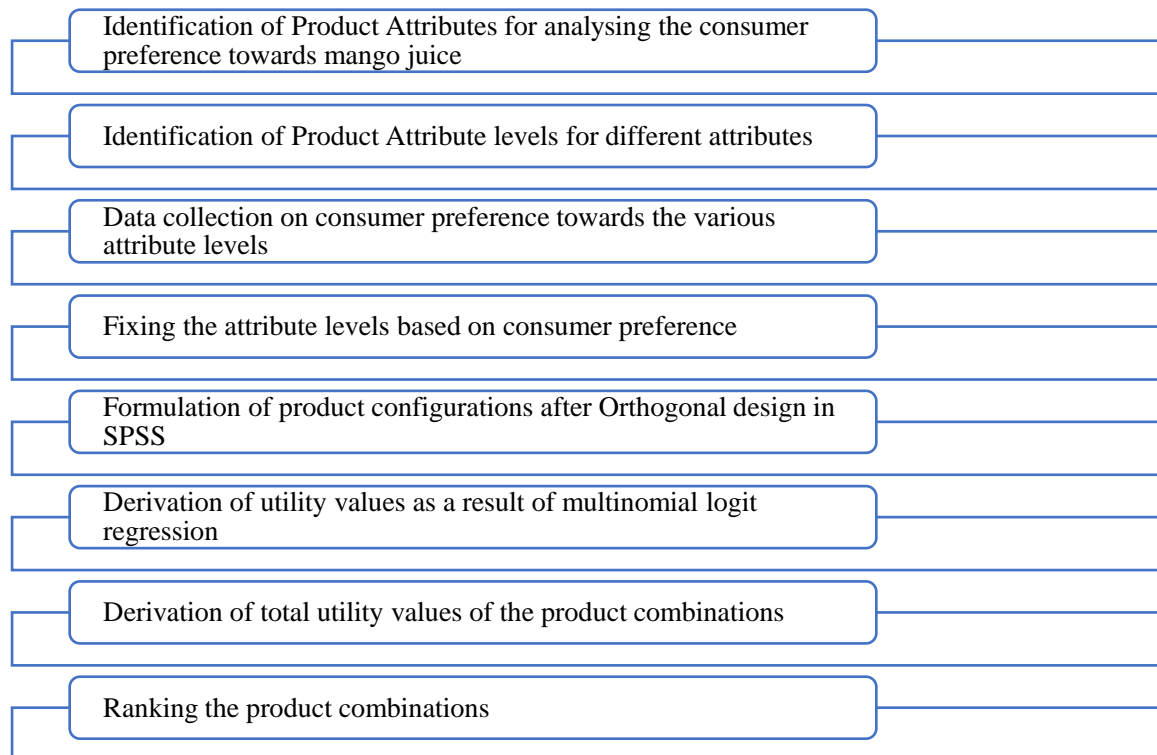 Identification of Product Attributes for analysing the consumer
preference towards mango juice
Identification of Product Attribute levels for different attributes
Data collection on consumer preference towards the various
attribute levels
Fixing the attribute levels based on consumer preference
Formulation of product configurations after Orthogonal design in
SPSS
Derivation of utility values as a result of multinomial logit
regression
Derivation of total utility values of the product combinations
Ranking the product combinations